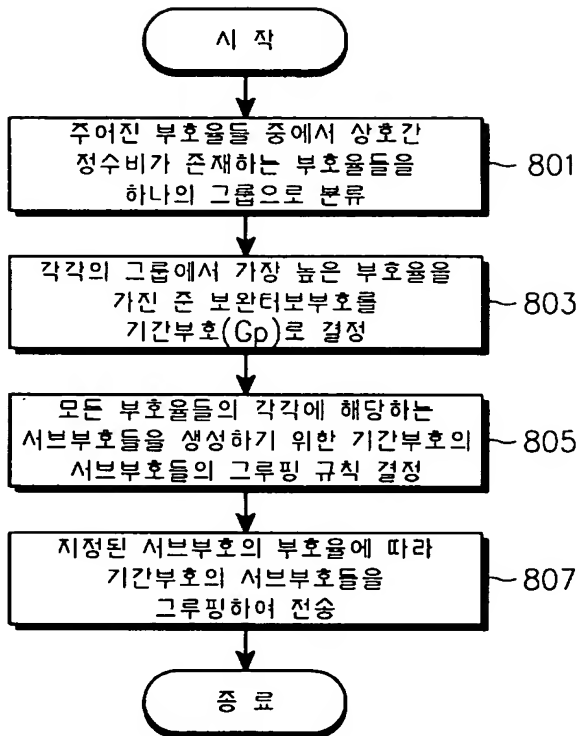 시 작
주어진 부호율들 중에서 상호간
정수비가 존재하는 부호율들을
하나의 그룹으로 분류
801
각각의 그룹에서 가장 높은 부호율을
가진 준 보완터보부호를
기간부호(Gp)로 결정
803
모든 부호율들의 각각에 해당하는
서브부호들을 생성하기 위한 기간부호의
서브부호들의 그루핑 규칙 결정
805
지정된 서브부호의 부호율에 따라
기간부호의 서브부호들을
그루핑하여 전송
807
종 료